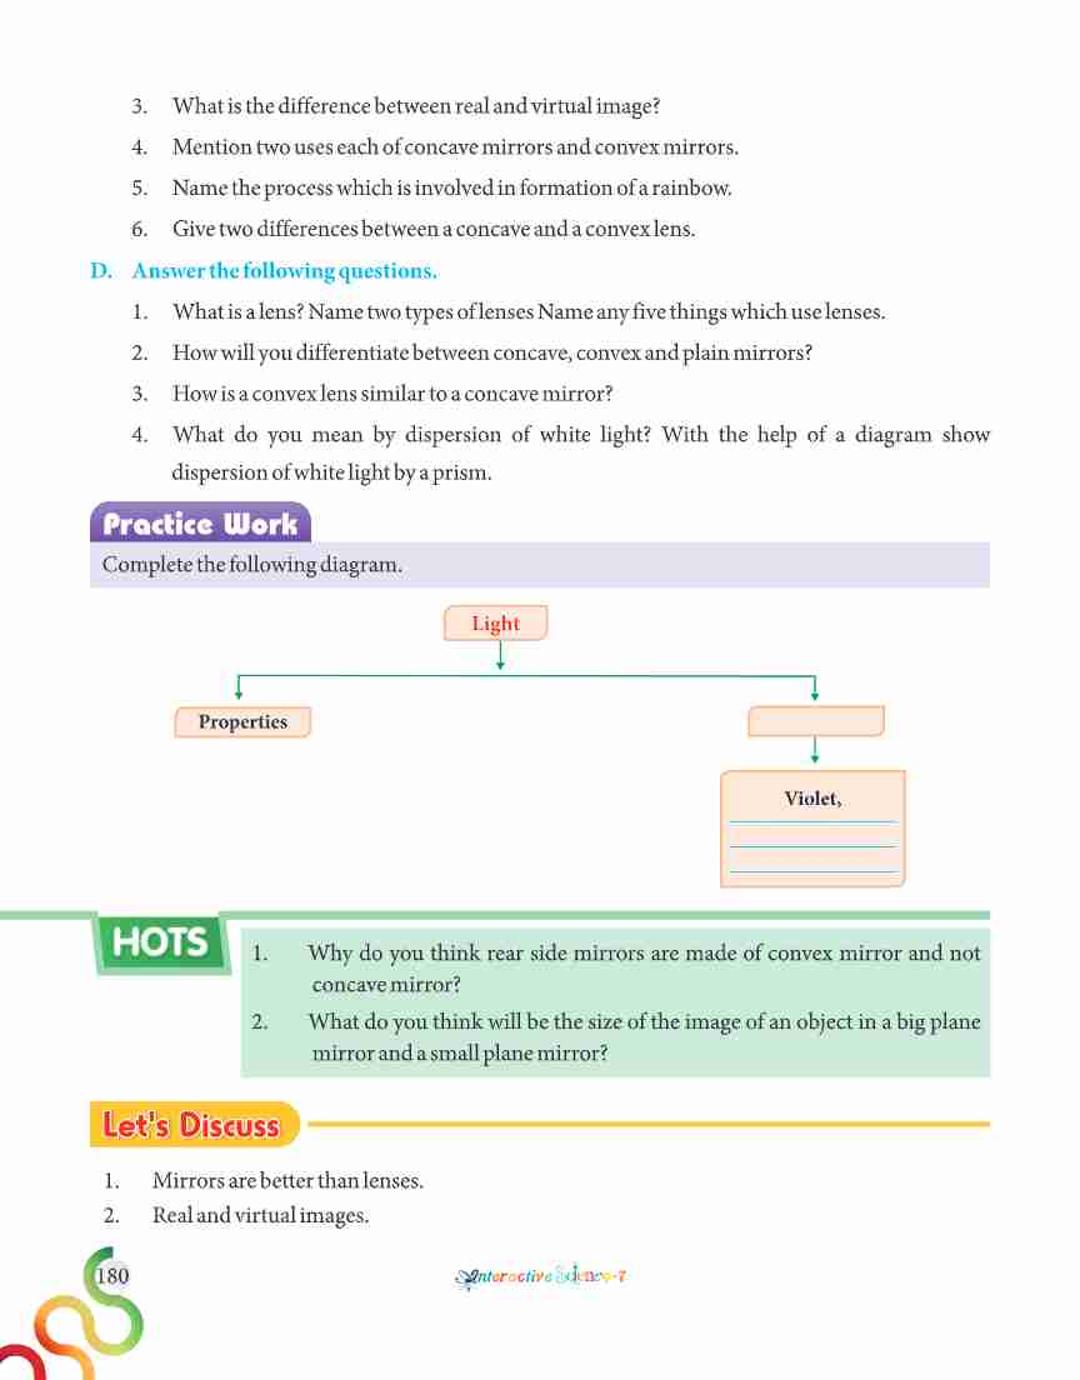 3. What is the difference between real and virtual image?
4. Mention two uses each of concave mirrors and convex mirrors.
5. Name the process which is involved in formation of a rainbow.
6. Give two differences between a concave and a convex lens.
D. Answer the following questions.
1. What is a lens? Name two types of lenses Name any five things which use lenses.
2. How will you differentiate between concave, convex and plain mirrors?
3. How is a convex lens similar to a concave mirror?
4. What do you mean by dispersion of white light? With the help of a diagram show
dispersion of white light by a prism.
Practice Work
Complete the following diagram.
Light
Properties
Violet,
HOTS
1. Why do you think rear side mirrors are made of convex mirror and not
concave mirror?
2. What do you think will be the size of the image of an object in a big plane
mirror and a small plane mirror?
Let's Discuss
1. Mirrors are better than lenses.
2. Real and virtual images.
180
Interactive Science-7